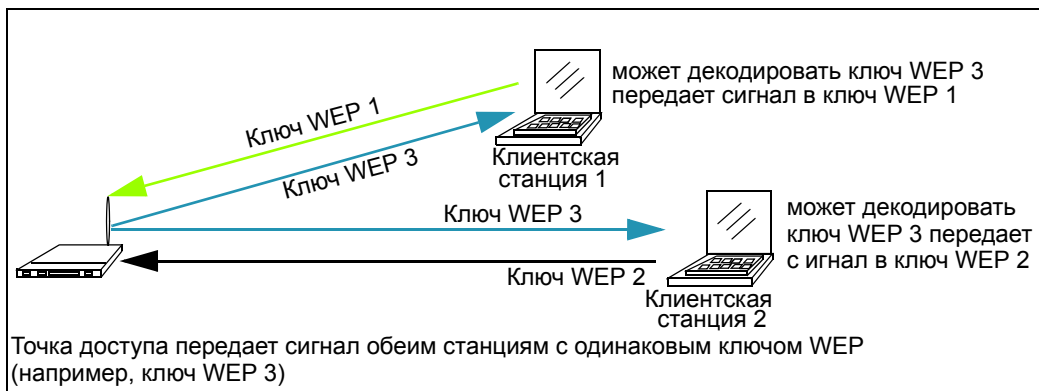 может декодировать ключ WEP 3
передает сигнал в ключ WEP 1
Ключ WEP 1
Ключ WEP 3
Клиентская
станция 1
Ключ WEP 3
может декодировать
ключ WEP 3 передает
с игнал в ключ WEP 2
Ключ WEP 2
Клиентская
станция 2
Точка доступа передает сигнал обеим станциям с одинаковым ключом WEP
(например, ключ WEP 3)